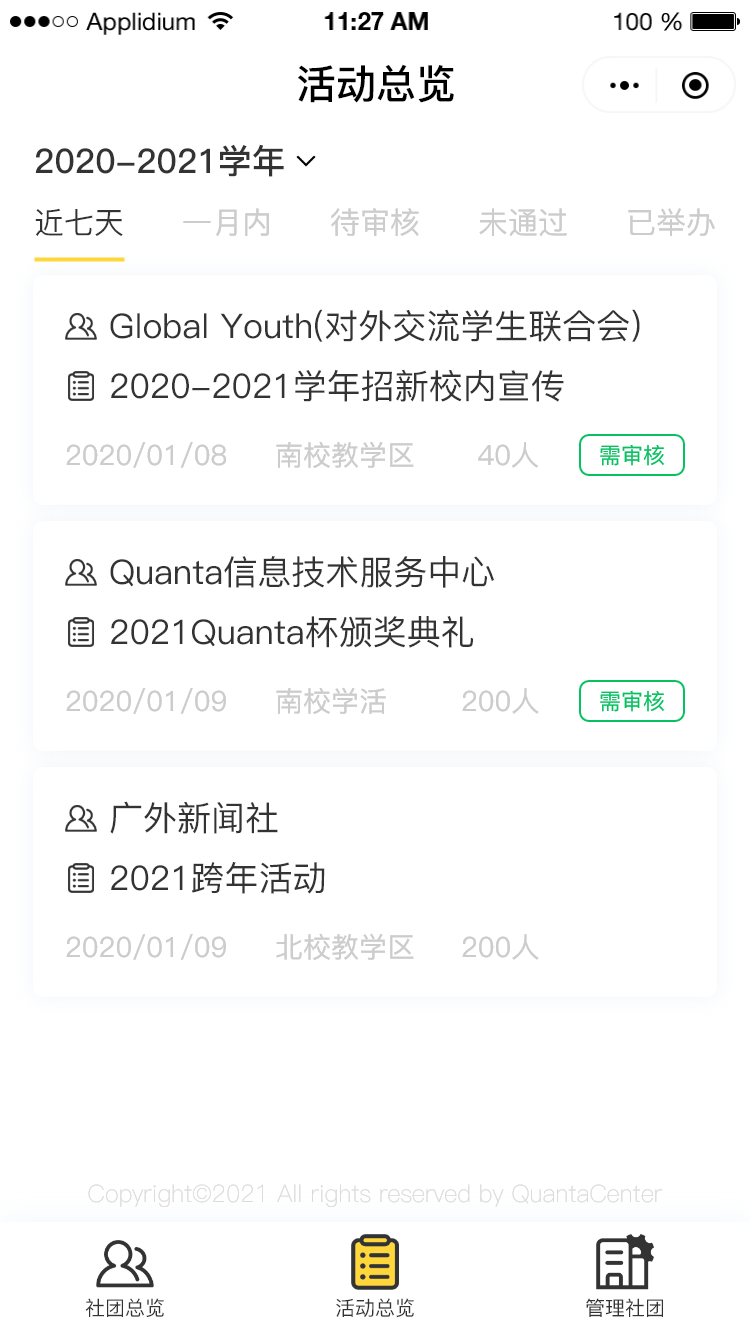 Applidium 11:27 AM 100 %
活动总览
2020-2021学年
近七天 一月内 待审核 未通过 已举办
Global Youth(对外交流学生联合会)
2020-2021学年招新校内宣传
2020/01/08 南校教学区 40人 需审核
Quanta信息技术服务中心
2021Quanta杯颁奖典礼
2020/01/09 南校学活 200人 需审核
广外新闻社
2021跨年活动
2020/01/09 北校教学区 200人
Copyright©2021 All rights reserved by QuantaCenter
社团总览 活动总览 管理社团